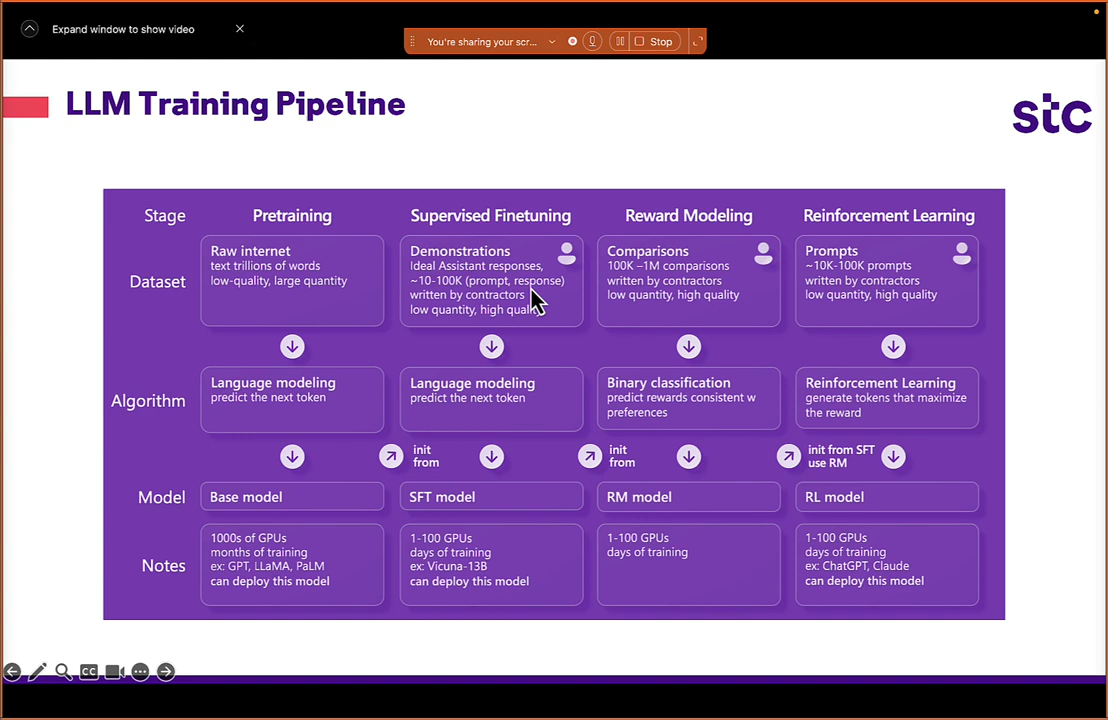 Expand window to show video
You're sharing your scr...
Stop
LLM Training Pipeline
stc
Stage
Pretraining
Supervised Finetuning
Reward Modeling
Reinforcement Learning
Dataset
Raw internet
text trillions of words
low-quality, large quantity
Demonstrations
Ideal Assistant responses,
~10-100K (prompt, response)
written by contractors
low quantity, high quality
Comparisons
100K –1M comparisons
written by contractors
low quantity, high quality
Prompts
~10K-100K prompts
written by contractors
low quantity, high quality
Algorithm
Language modeling
predict the next token
Language modeling
predict the next token
Binary classification
predict rewards consistent w
preferences
Reinforcement Learning
generate tokens that maximize
the reward
init
from
init
from
init from SFT
use RM
Model
Base model
SFT model
RM model
RL model
Notes
1000s of GPUs
months of training
ex: GPT, LLaMA, PaLM
can deploy this model
1-100 GPUs
days of training
ex: Vicuna-13B
can deploy this model
1-100 GPUs
days of training
1-100 GPUs
days of training
ex: ChatGPT, Claude
can deploy this model
CC